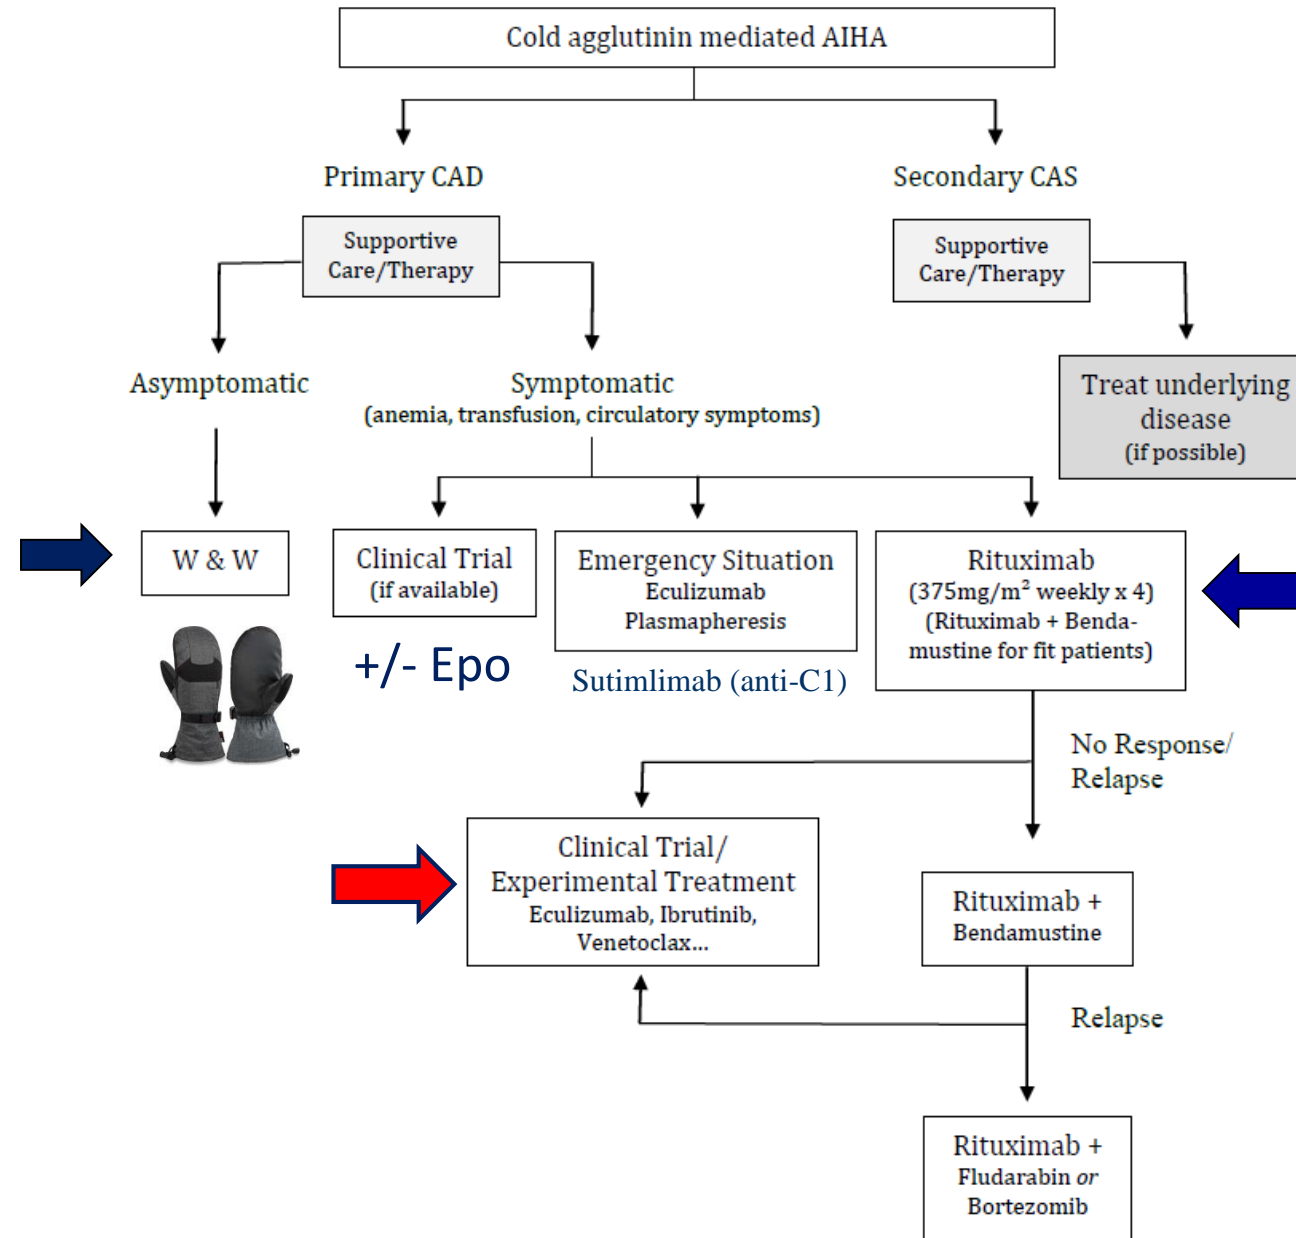 Cold agglutinin mediated AIHA
Primary CAD
Secondary CAS
Supportive
Care/Therapy
Supportive
Care/Therapy
Asymptomatic
Symptomatic
(anemia, transfusion, circulatory symptoms)
Treat underlying
disease
(if possible)
W & W
Clinical Trial
(if available)
Emergency Situation
Eculizumab
Plasmapheresis
Rituximab
(375mg/m² weekly x 4)
(Rituximab + Benda-
mustine for fit patients)
+/- Epo
Sutimlimab (anti-C1)
No Response/
Relapse
Clinical Trial/
Experimental Treatment
Eculizumab, Ibrutinib,
Venetoclax...
Rituximab +
Bendamustine
Relapse
Rituximab +
Fludarabin or
Bortezomib